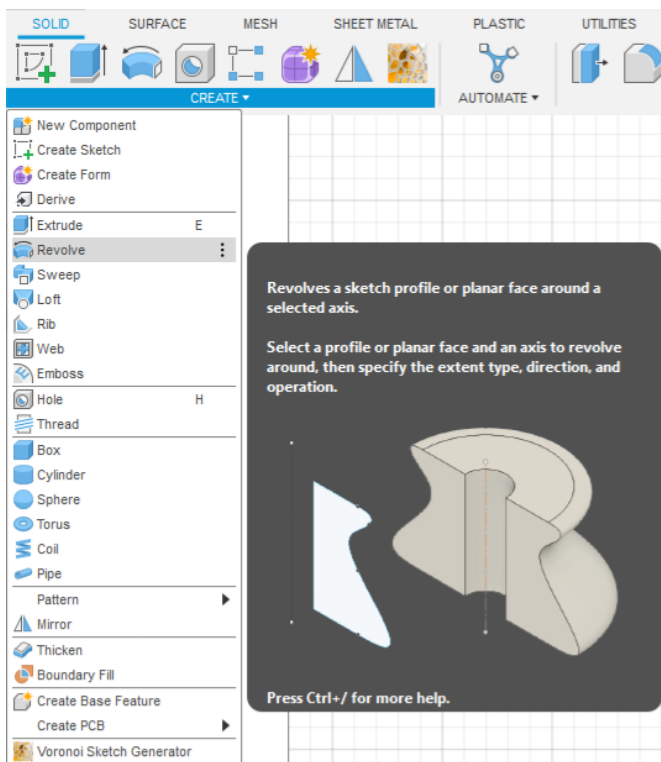 SOLID SURFACE MESH SHEET METAL PLASTIC UTILITIES
CREATE ▾ AUTOMATE ▾
New Component
Create Sketch
Create Form
Derive
Extrude E
Revolve
Sweep
Loft
Rib
Web
Emboss
Hole H
Thread
Box
Cylinder
Sphere
Torus
Coil
Pipe
Pattern
Mirror
Thicken
Boundary Fill
Create Base Feature
Create PCB
Voronoi Sketch Generator
Revolves a sketch profile or planar face around a
selected axis.
Select a profile or planar face and an axis to revolve
around, then specify the extent type, direction, and
operation.
Press Ctrl+/ for more help.